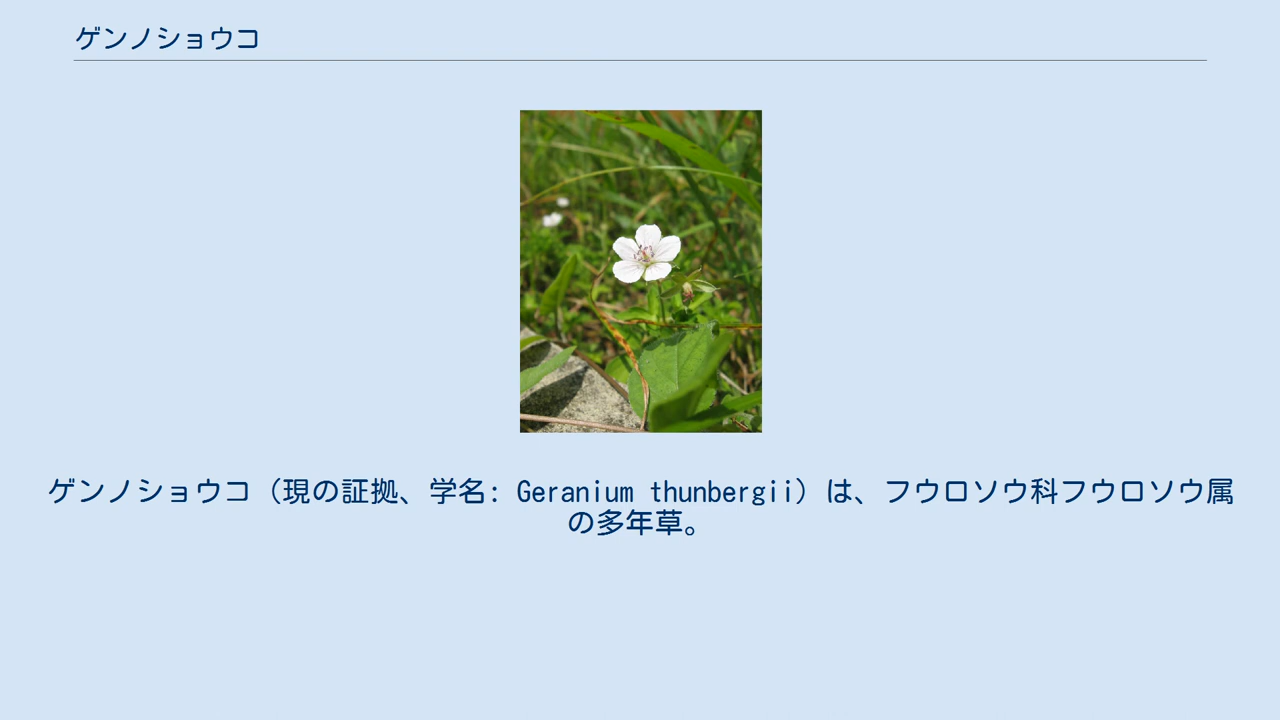 ゲンノショウコ
ゲンノショウコ（現の証拠、学名: Geranium thunbergii）は、フウロソウ科フウロソウ属
の多年草。